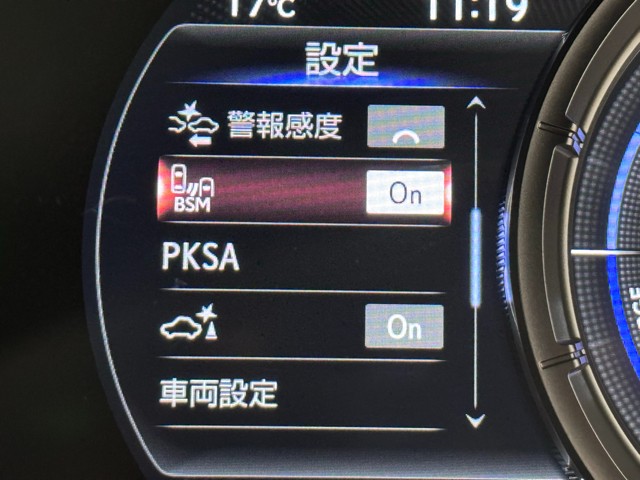 17℃ 11:19
設定
警報感度
BSM On
PKSA
On
車両設定